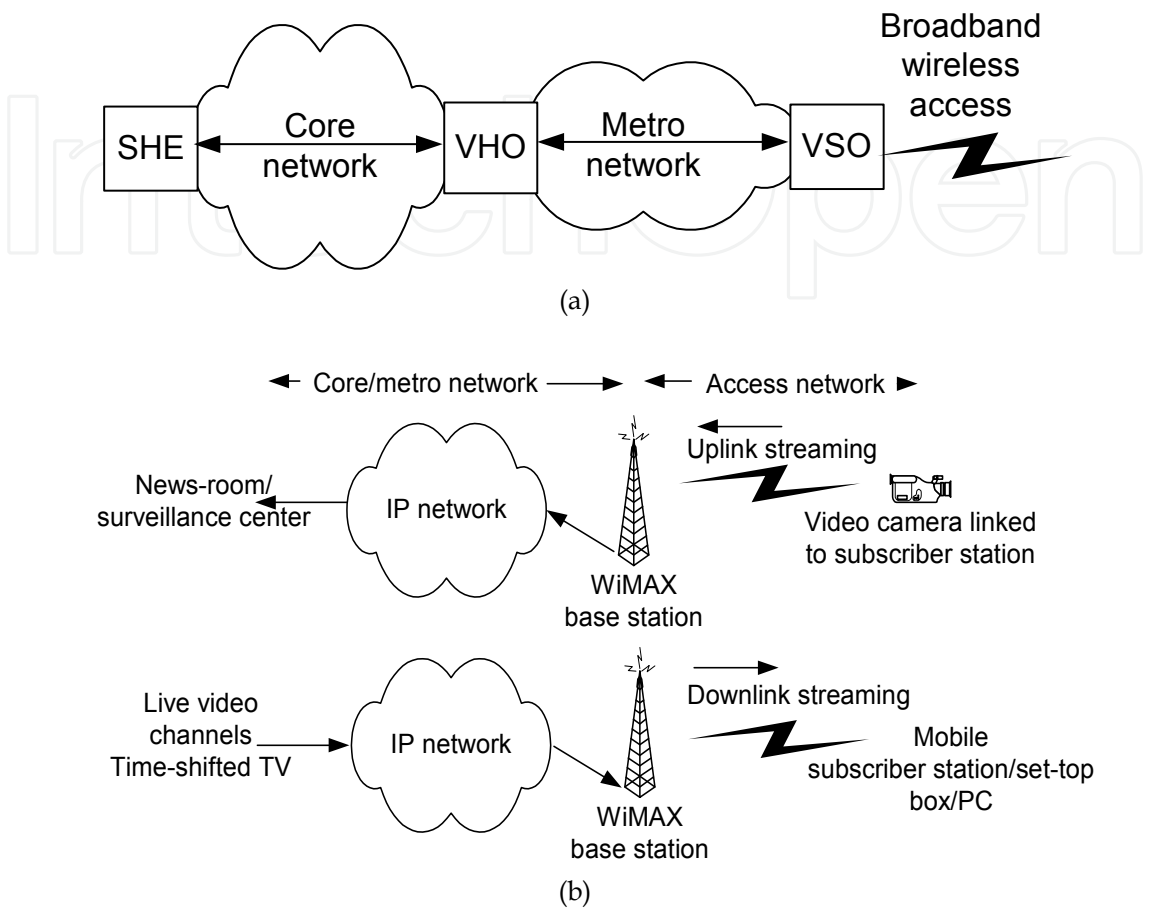 Broadband
wireless
access
SHE
Core
network
VHO
Metro
network
VSO
InTechOpen
(a)
Core/metro network
Access network
Uplink streaming
News-room/
surveillance center
IP network
Video camera linked
to subscriber station
WiMAX
base station
Live video
channels
Time-shifted TV
IP network
Downlink streaming
Mobile
subscriber station/set-top
box/PC
WiMAX
base station
(b)